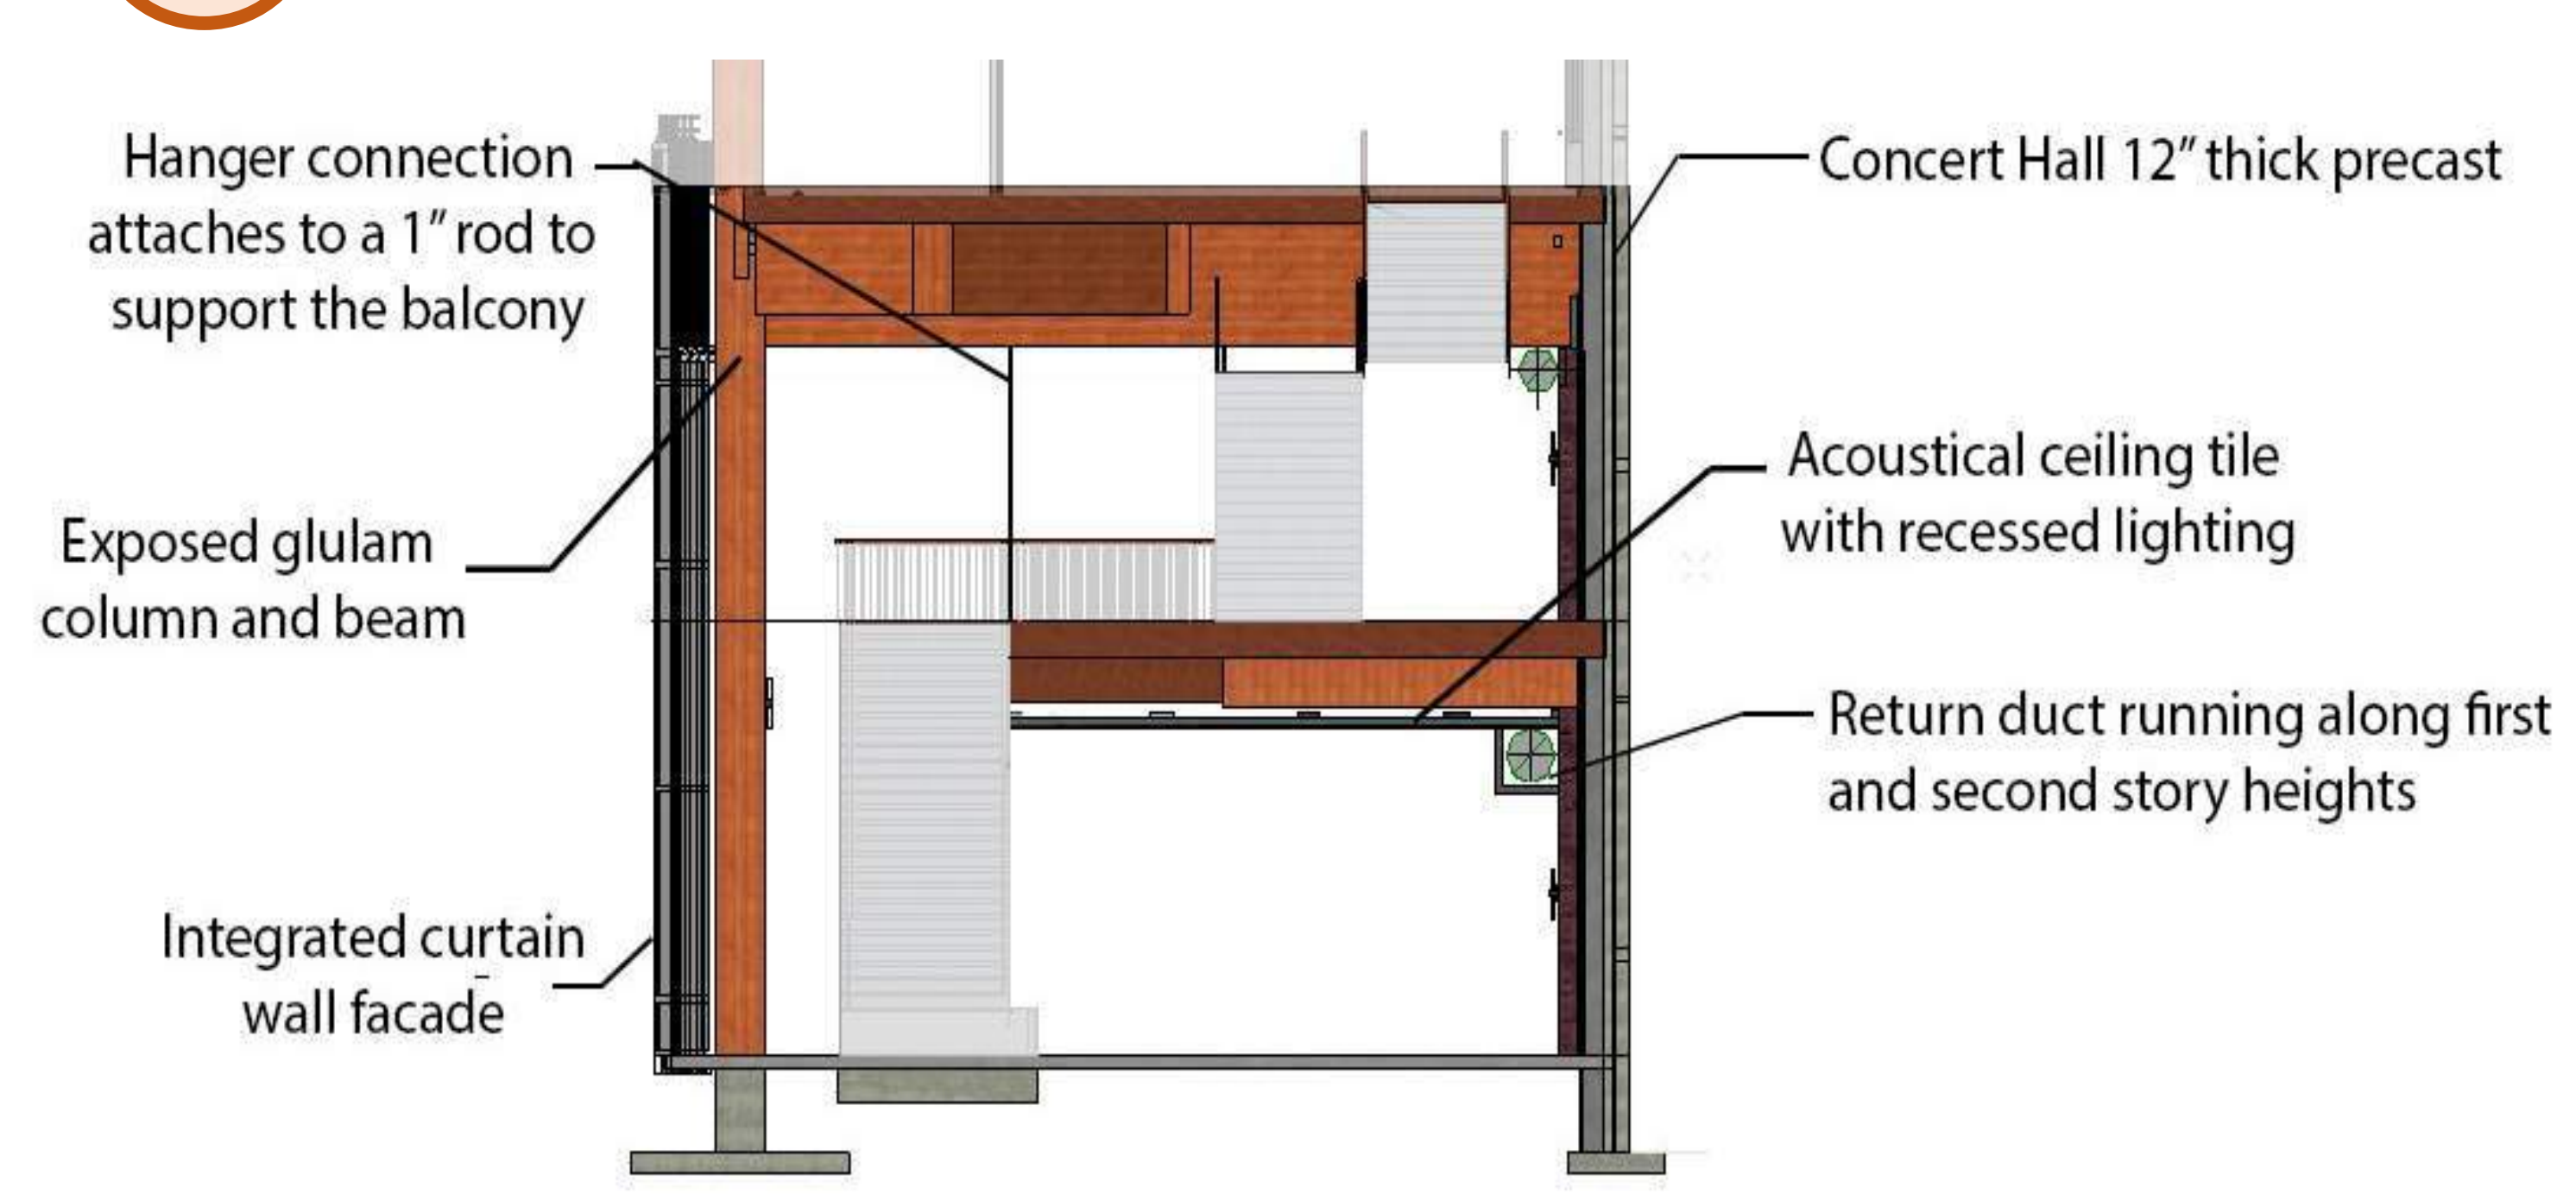 Hanger connection
attaches to a 1" rod to
support the balcony
Exposed glulam
column and beam
Integrated curtain
wall facade
Concert Hall 12" thick precast
Acoustical ceiling tile
with recessed lighting
Return duct running along first
and second story heights